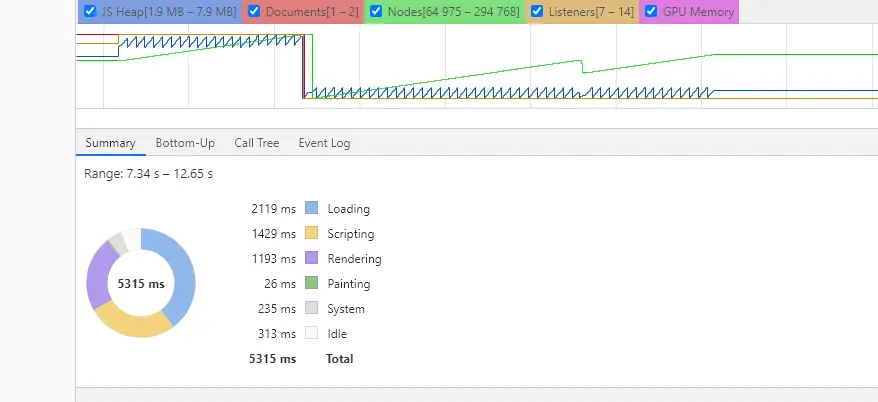 JS Heap[1.9 MB – 7.9 MB] Documents[1 – 2] Nodes[64 975 – 294 768] Listeners[7 – 14] GPU Memory
Summary Bottom-Up Call Tree Event Log
Range: 7.34 s – 12.65 s
2119 ms Loading
1429 ms Scripting
1193 ms Rendering
5315 ms
26 ms Painting
235 ms System
313 ms Idle
5315 ms Total